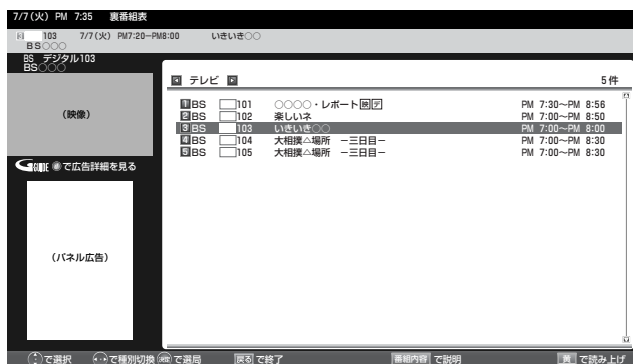 7/7(火) PM 7:35 裏番組表
103 7/7(火) PM7:20~PM8:00 いきいき○○
BS○○○
BS デジタル103
BS○○○
テレビ 5件
(映像)
1 BS 101 ○○○○・レポート映デ PM 7:30~PM 8:56
2 BS 102 楽しいネ PM 7:00~PM 8:50
3 BS 103 いきいき○○ PM 7:00~PM 8:00
4 BS 104 大相撲△場所 -三日目- PM 7:00~PM 8:30
5 BS 105 大相撲△場所 -三日目- PM 7:00~PM 8:30
G GUIDE で広告詳細を見る
(パネル広告)
で選択 で種別切換 決定 で選局 戻る で終了 番組内容 で説明 黄 で読み上げ